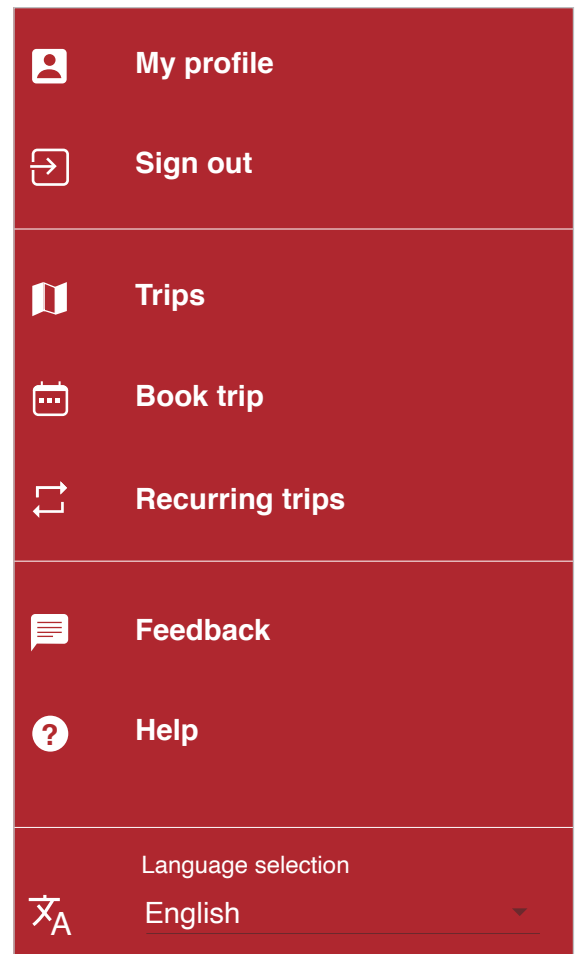 My profile
Sign out
Trips
Book trip
Recurring trips
Feedback
Help
Language selection
English